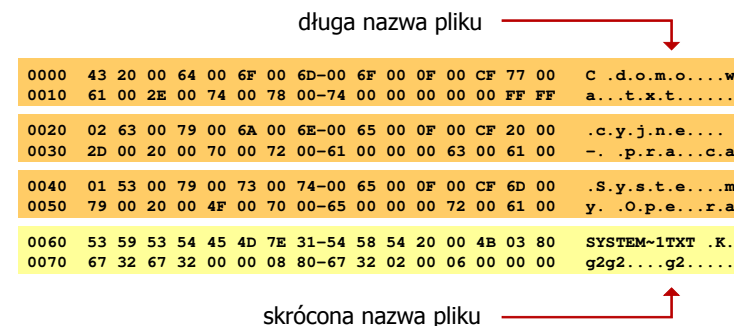 długa nazwa pliku
0000 43 20 00 64 00 6F 00 6D-00 6F 00 0F 00 CF 77 00 C .d.o.m.o....w
0010 61 00 2E 00 74 00 78 00-74 00 00 00 00 00 FF FF a...t.x.t......
0020 02 63 00 79 00 6A 00 6E-00 65 00 0F 00 CF 20 00 .c.y.j.n.e....
0030 2D 00 20 00 70 00 72 00-61 00 00 00 63 00 61 00 -. .p.r.a...c.a
0040 01 53 00 79 00 73 00 74-00 65 00 0F 00 CF 6D 00 .S.y.s.t.e....m
0050 79 00 20 00 4F 00 70 00-65 00 00 00 72 00 61 00 y. .O.p.e...r.a
0060 53 59 53 54 45 4D 7E 31-54 58 54 20 00 4B 03 80 SYSTEM~1TXT .K.
0070 67 32 67 32 00 00 08 80-67 32 02 00 06 00 00 00 g2g2....g2.....
skrócona nazwa pliku